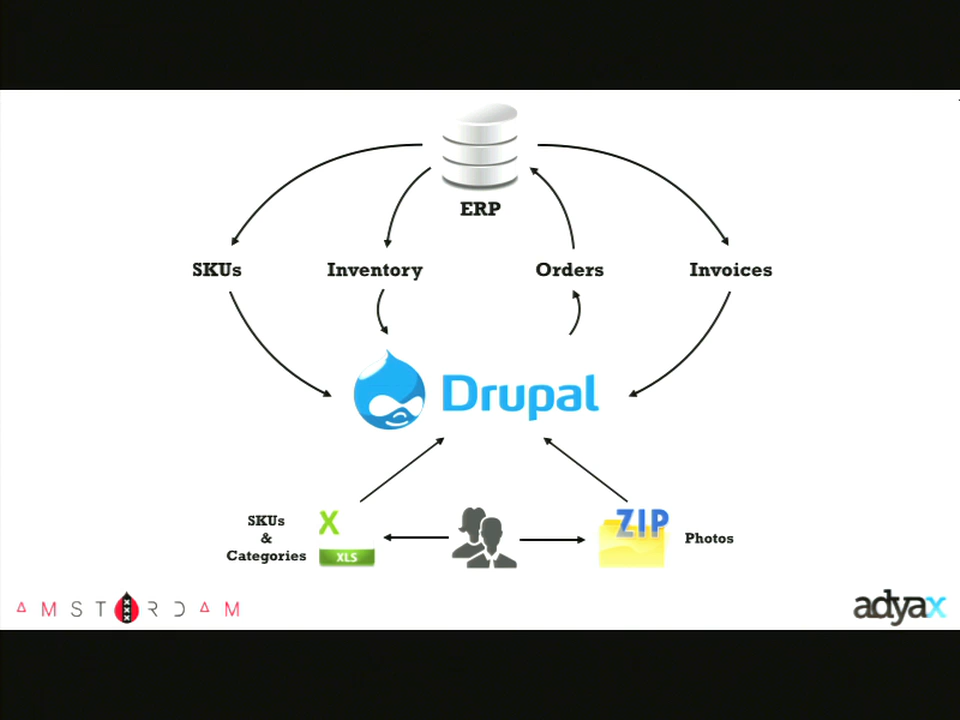 ERP
SKUs
Inventory
Orders
Invoices
Drupal
SKUs
&
Categories
X
XLS
ZIP
Photos
AMSTERDAM
adyax